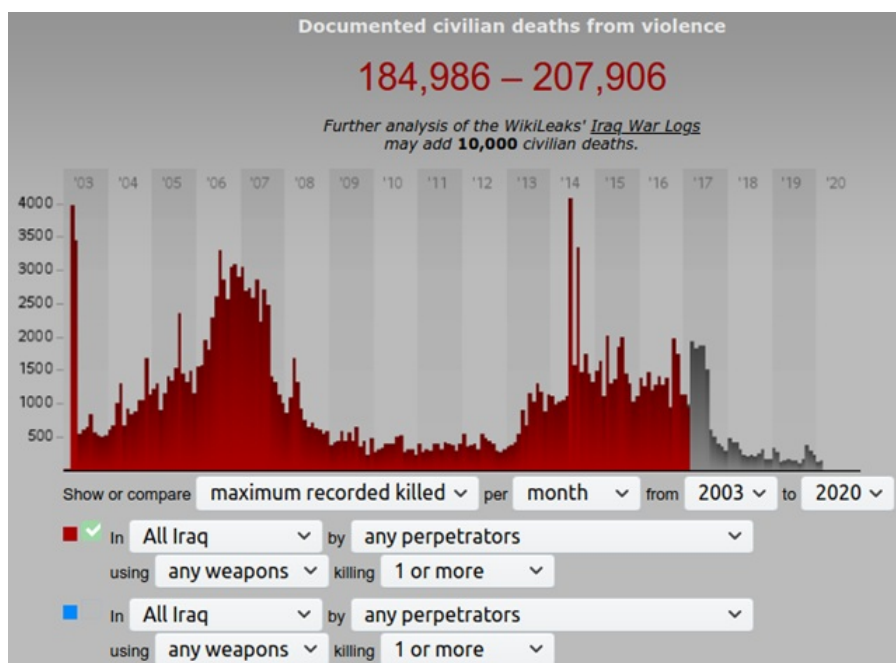 Documented civilian deaths from violence
184,986 – 207,906
Further analysis of the WikiLeaks' Iraq War Logs
may add 10,000 civilian deaths.
'03 '04 '05 '06 '07 '08 '09 '10 '11 '12 '13 '14 '15 '16 '17 '18 '19 '20
4000
3500
3000
2500
2000
1500
1000
500
Show or compare maximum recorded killed per month from 2003 to 2020
In All Iraq by any perpetrators
using any weapons killing 1 or more
In All Iraq by any perpetrators
using any weapons killing 1 or more